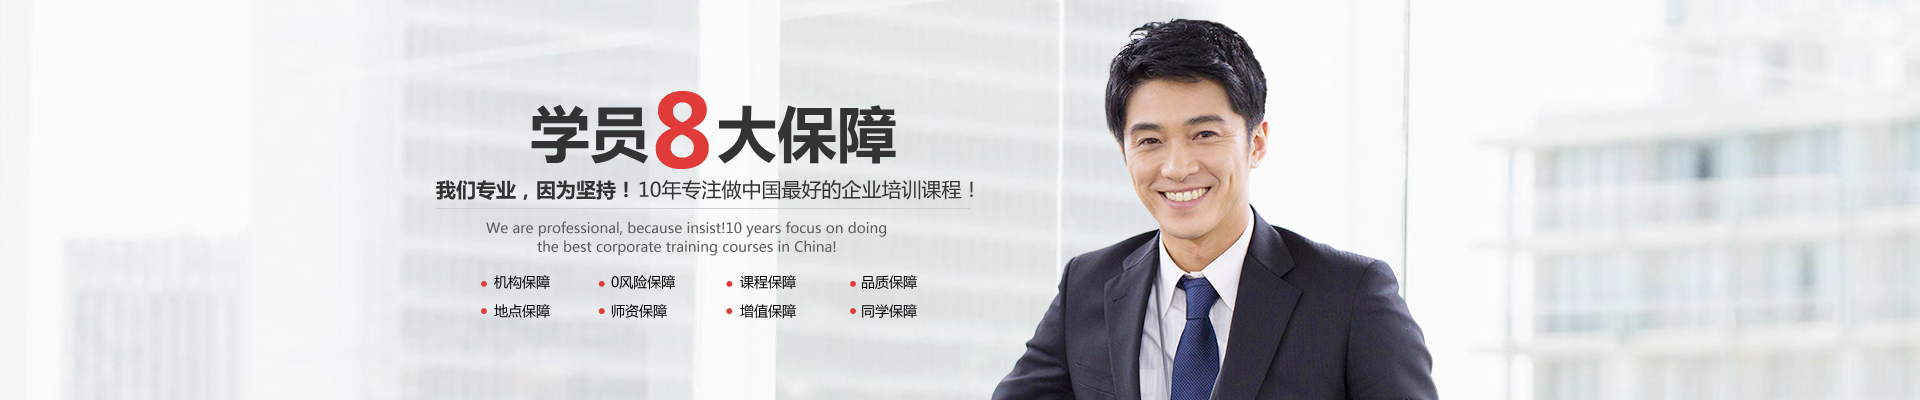 学员8大保障
我们专业，因为坚持！10年专注做中国最好的企业培训课程！
We are professional, because insist!10 years focus on doing
the best corporate training courses in China!
机构保障 0风险保障 课程保障 品质保障
地点保障 师资保障 增值保障 同学保障